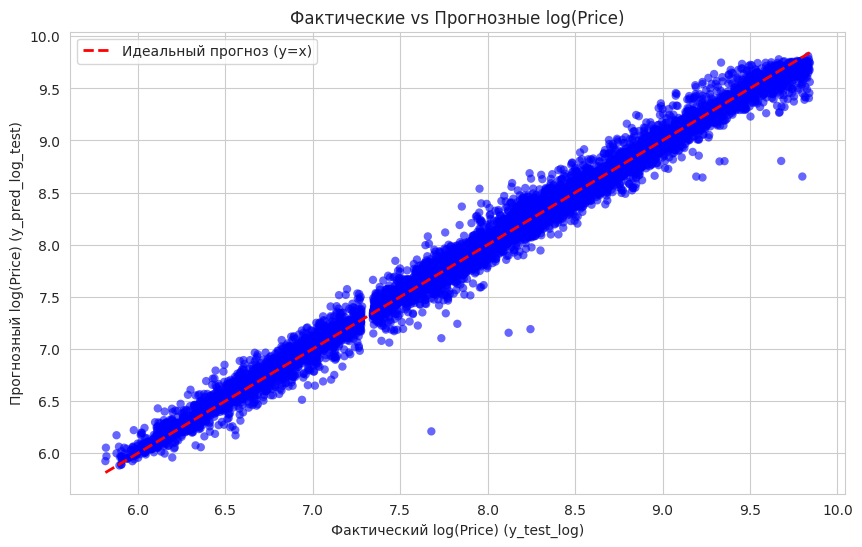 Фактические vs Прогнозные log(Price)
Идеальный прогноз (y=x)
Прогнозный log(Price) (y_pred_log_test)
10.0
9.5
9.0
8.5
8.0
7.5
7.0
6.5
6.0
6.0 6.5 7.0 7.5 8.0 8.5 9.0 9.5 10.0
Фактический log(Price) (y_test_log)